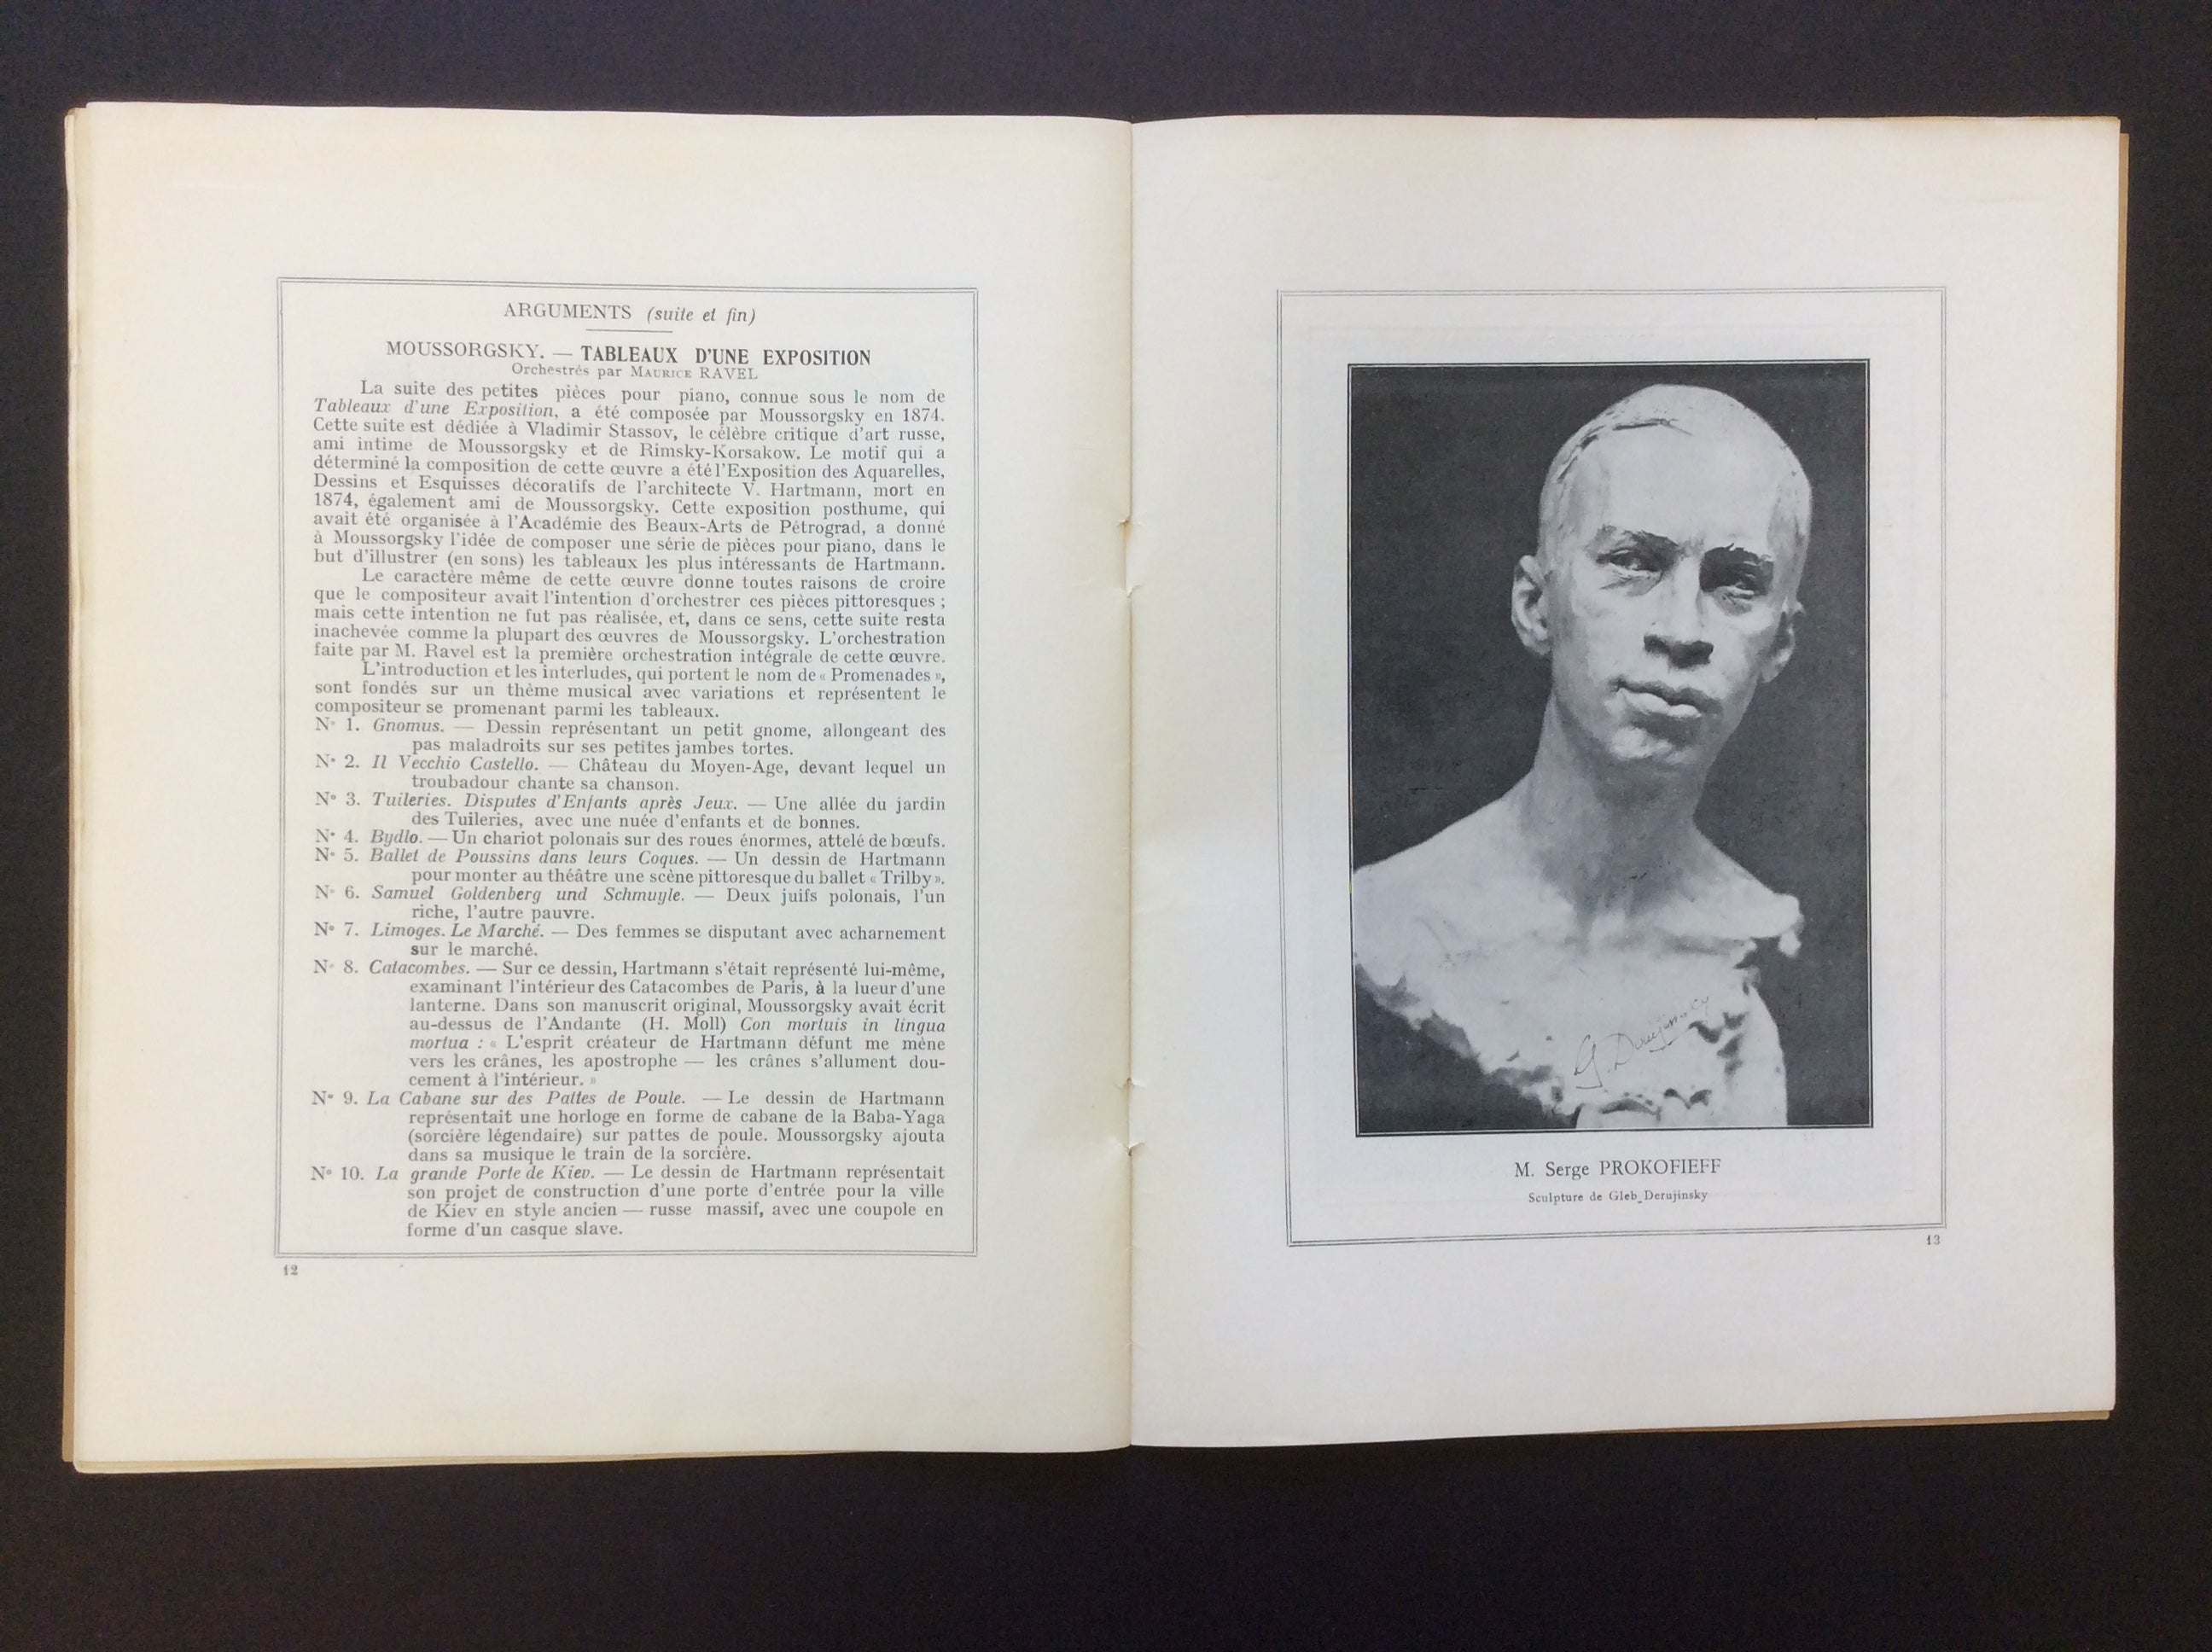 ARGUMENTS (suite et fin)
MOUSSORGSKY. — TABLEAUX D'UNE EXPOSITION
Orchestrés par MAURICE RAVEL
La suite des petites pièces pour piano, connue sous le nom de
Tableaux d'une Exposition, a été composée par Moussorgsky en 1874.
Cette suite est dédiée à Vladimir Stassov, le célèbre critique d'art russe,
ami intime de Moussorgsky et de Rimsky-Korsakow. Le motif qui a
déterminé la composition de cette œuvre a été l'Exposition des Aquarelles,
Dessins et Esquisses décoratifs de l'architecte V. Hartmann, mort en
1874, également ami de Moussorgsky. Cette exposition posthume, qui
avait été organisée à l'Académie des Beaux-Arts de Pétrograd, a donné
à Moussorgsky l'idée de composer une série de pièces pour piano, dans le
but d'illustrer (en sons) les tableaux les plus intéressants de Hartmann.
Le caractère même de cette œuvre donne toutes raisons de croire
que le compositeur avait l'intention d'orchestrer ces pièces pittoresques ;
mais cette intention ne fut pas réalisée, et, dans ce sens, cette suite resta
inachevée comme la plupart des œuvres de Moussorgsky. L'orchestration
faite par M. Ravel est la première orchestration intégrale de cette œuvre.
L'introduction et les interludes, qui portent le nom de « Promenades »,
sont fondés sur un thème musical avec variations et représentent le
compositeur se promenant parmi les tableaux.
N° 1. Gnomus. — Dessin représentant un petit gnome, allongeant des
pas maladroits sur ses petites jambes tortes.
N° 2. Il Vecchio Castello. — Château du Moyen-Age, devant lequel un
troubadour chante sa chanson.
N° 3. Tuileries. Disputes d'Enfants après Jeux. — Une allée du jardin
des Tuileries, avec une nuée d'enfants et de bonnes.
N° 4. Bydlo. — Un chariot polonais sur des roues énormes, attelé de bœufs.
N° 5. Ballet de Poussins dans leurs Coques. — Un dessin de Hartmann
pour monter au théâtre une scène pittoresque du ballet « Trilby ».
N° 6. Samuel Goldenberg und Schmuyle. — Deux juifs polonais, l'un
riche, l'autre pauvre.
N° 7. Limoges. Le Marché. — Des femmes se disputant avec acharnement
sur le marché.
N° 8. Catacombes. — Sur ce dessin, Hartmann s'était représenté lui-même,
examinant l'intérieur des Catacombes de Paris, à la lueur d'une
lanterne. Dans son manuscrit original, Moussorgsky avait écrit
au-dessus de l'Andante (H. Moll) Con mortuis in lingua
mortua : « L'esprit créateur de Hartmann défunt me mène
vers les crânes, les apostrophe — les crânes s'allument dou-
cement à l'intérieur. »
N° 9. La Cabane sur des Pattes de Poule. — Le dessin de Hartmann
représentait une horloge en forme de cabane de la Baba-Yaga
(sorcière légendaire) sur pattes de poule. Moussorgsky ajouta
dans sa musique le train de la sorcière.
N° 10. La grande Porte de Kiev. — Le dessin de Hartmann représentait
son projet de construction d'une porte d'entrée pour la ville
de Kiev en style ancien — russe massif, avec une coupole en
forme d'un casque slave.
12
G. Derujinsky
M. Serge PROKOFIEFF
Sculpture de Gleb Derujinsky
13